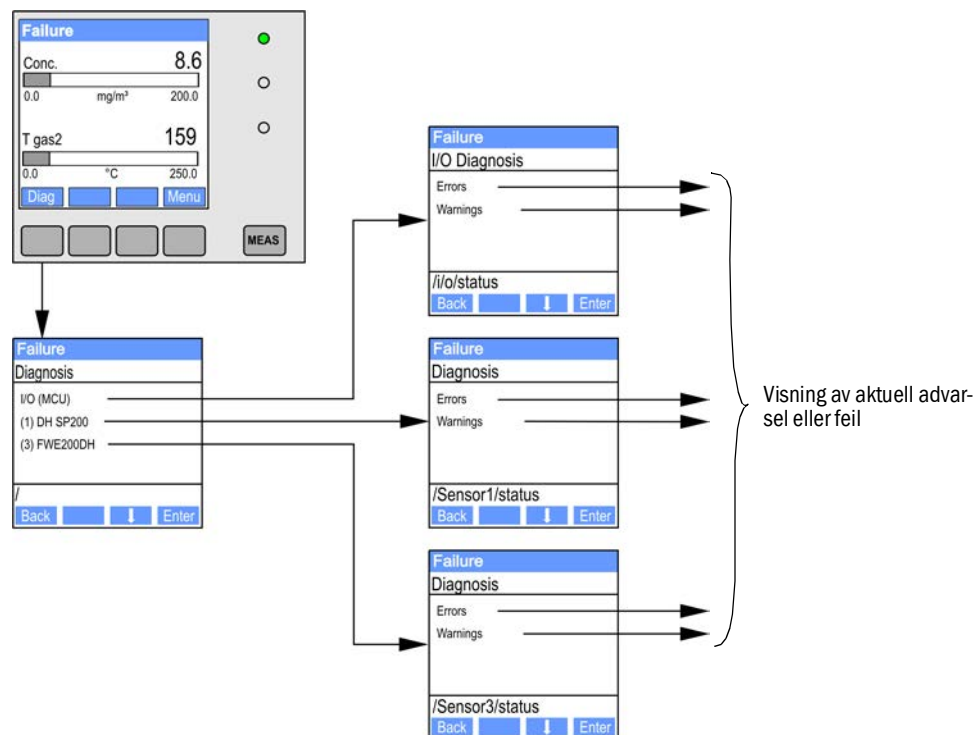 Failure
Conc. 8.6
0.0 mg/m³ 200.0
T gas2 159
0.0 °C 250.0
Diag Menu
MEAS
Failure
Diagnosis
I/O (MCU)
(1) DH SP200
(3) FWE200DH
/
Back ↓ Enter
Failure
I/O Diagnosis
Errors
Warnings
/i/o/status
Back ↓ Enter
Failure
Diagnosis
Errors
Warnings
/Sensor1/status
Back ↓ Enter
Failure
Diagnosis
Errors
Warnings
/Sensor3/status
Back ↓ Enter
Visning av aktuell advar-
sel eller feil